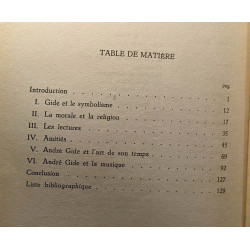 TABLE DE MATIÈRE
pag.
Introduction . . . . . . . . . . 1
I. Gide et le symbolisme . . . . . . . 12
II. La morale et la religion . . . . . . . 17
III. Les lectures . . . . . . . . . 35
IV. Amitiés . . . . . . . . . . 45
V. André Gide et l'art de son temps . . . . . 69
VI. André Gide et la musique . . . . . . 92
Conclusion . . . . . . . . . . 127
Liste bibliographique . . . . . . . . 129